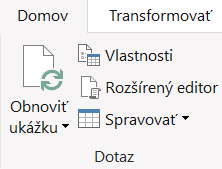 Domov Transformovať
Vlastnosti
Rozšírený editor
Obnoviť
ukážku
Spravovať
Dotaz